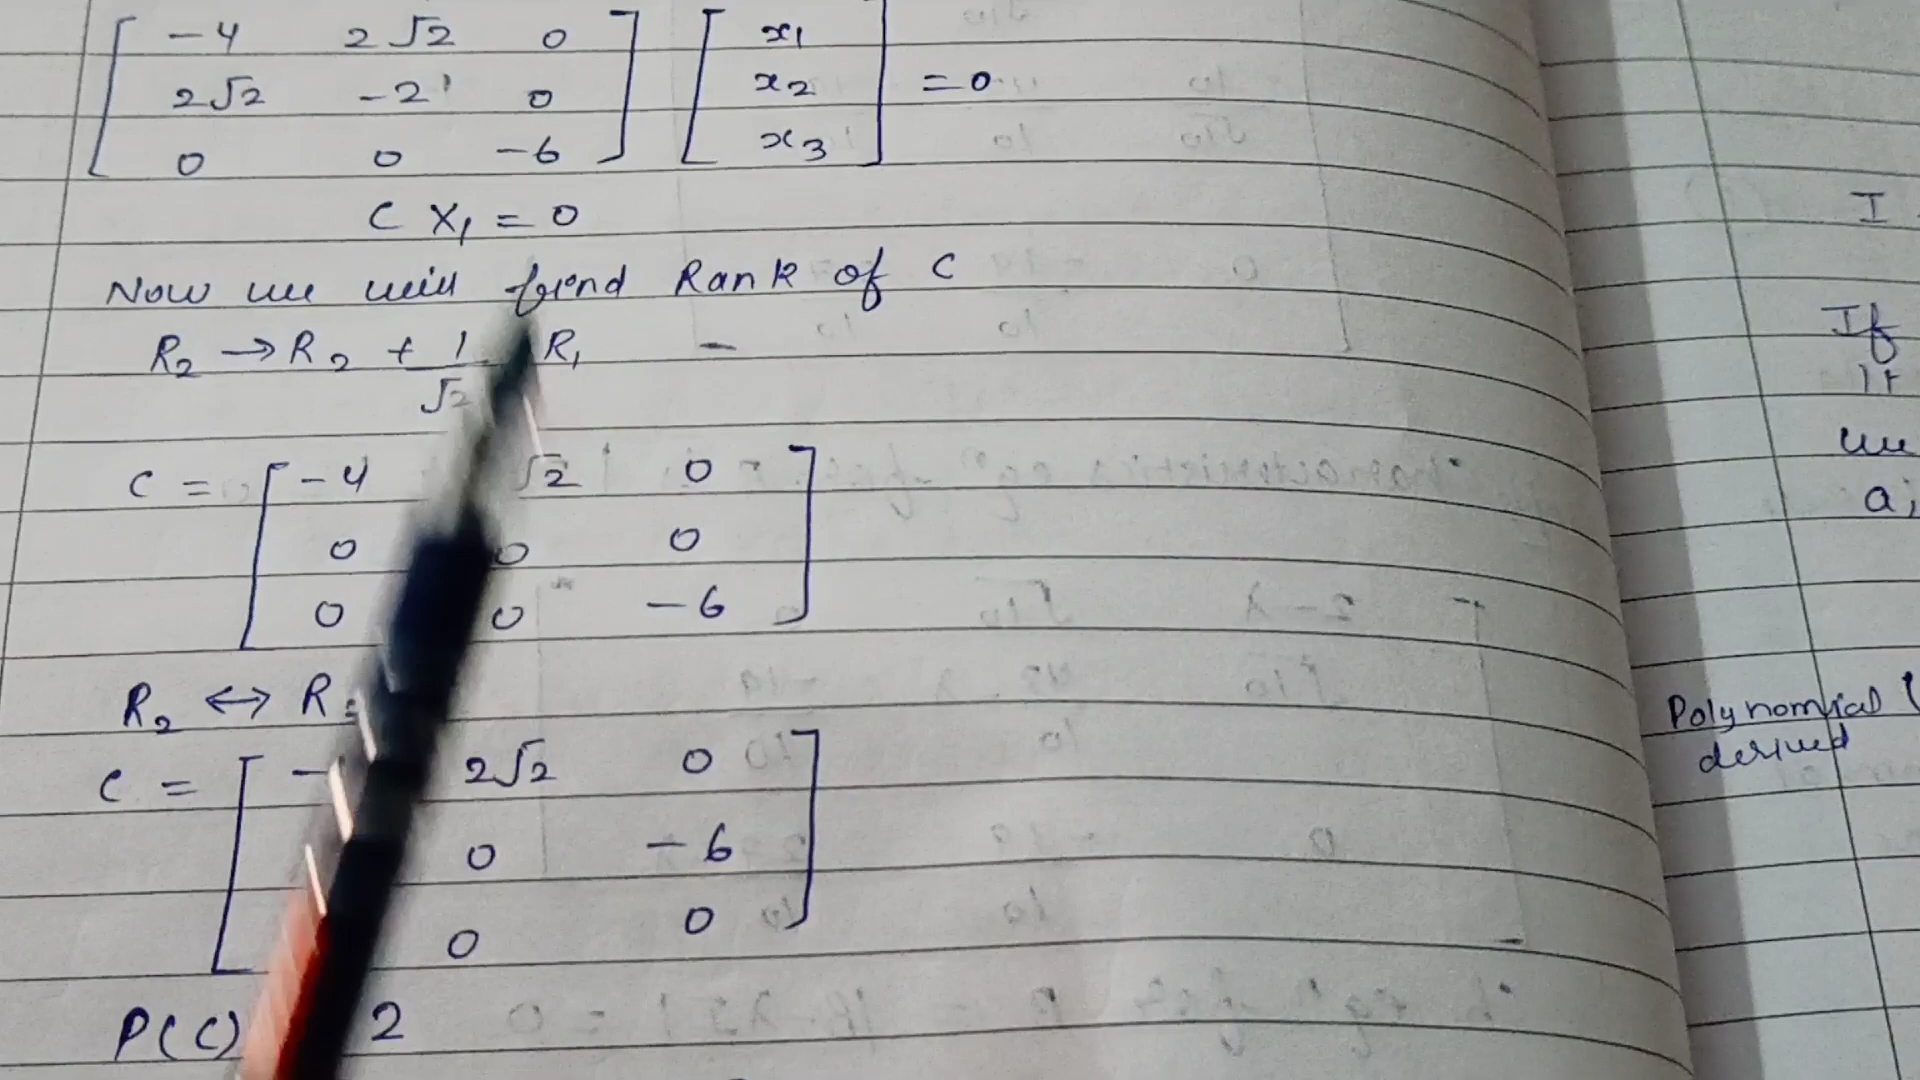 -4 2√2 0
2√2 -2 0
0 0 -6
x1
x2
x3
= 0
C X1 = 0
Now we will find Rank of C
R2 → R2 + 1/√2 R1
C = -4 √2 0
0 0 0
0 0 -6
R2 ↔ R
C = - 2√2 0
0 -6
0 0
P(C) 2
I
If
it
we
Polynomial
derived